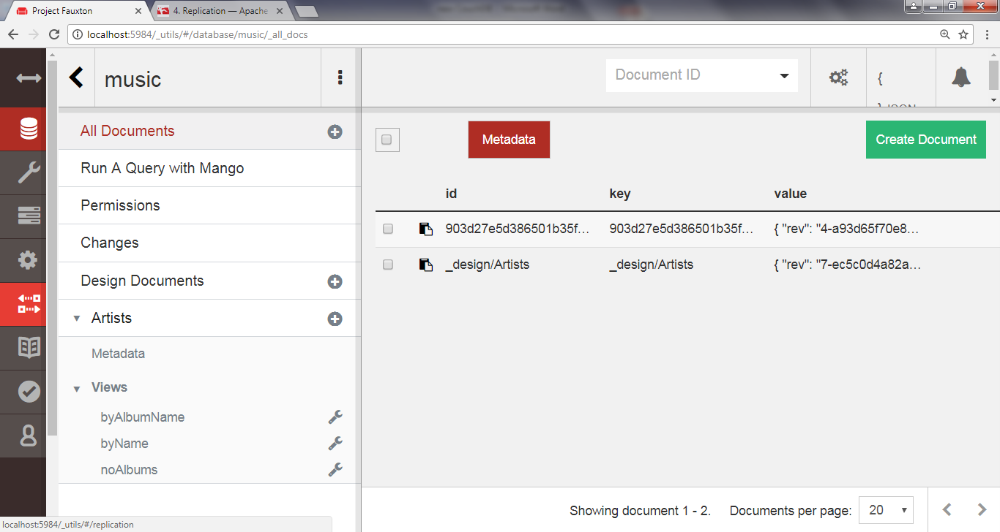 Project Fauxton
4. Replication — Apache
localhost:5984/_utils/#/database/music/_all_docs
music
Document ID
{
} JSON
All Documents
Run A Query with Mango
Permissions
Changes
Design Documents
Artists
Metadata
Views
byAlbumName
byName
noAlbums
Metadata
Create Document
id key value
903d27e5d386501b35f... 903d27e5d386501b35f... { "rev": "4-a93d65f70e8...
_design/Artists _design/Artists { "rev": "7-ec5c0d4a82a...
Showing document 1 - 2. Documents per page: 20
localhost:5984/_utils/#/replication